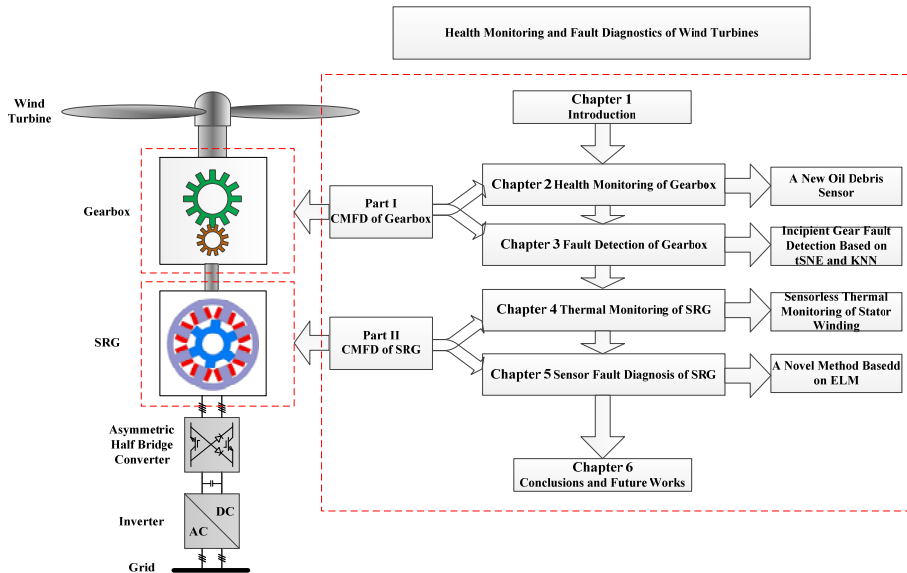 Health Monitoring and Fault Diagnostics of Wind Turbines
Wind
Turbine
Gearbox
SRG
Asymmetric
Half Bridge
Converter
Inverter
DC
AC
Grid
Part I
CMFD of Gearbox
Part II
CMFD of SRG
Chapter 1
Introduction
Chapter 2 Health Monitoring of Gearbox
A New Oil Debris
Sensor
Chapter 3 Fault Detection of Gearbox
Incipient Gear Fault
Detection Based on
tSNE and KNN
Chapter 4 Thermal Monitoring of SRG
Sensorless Thermal
Monitoring of Stator
Winding
Chapter 5 Sensor Fault Diagnosis of SRG
A Novel Method Basedd
on ELM
Chapter 6
Conclusions and Future Works